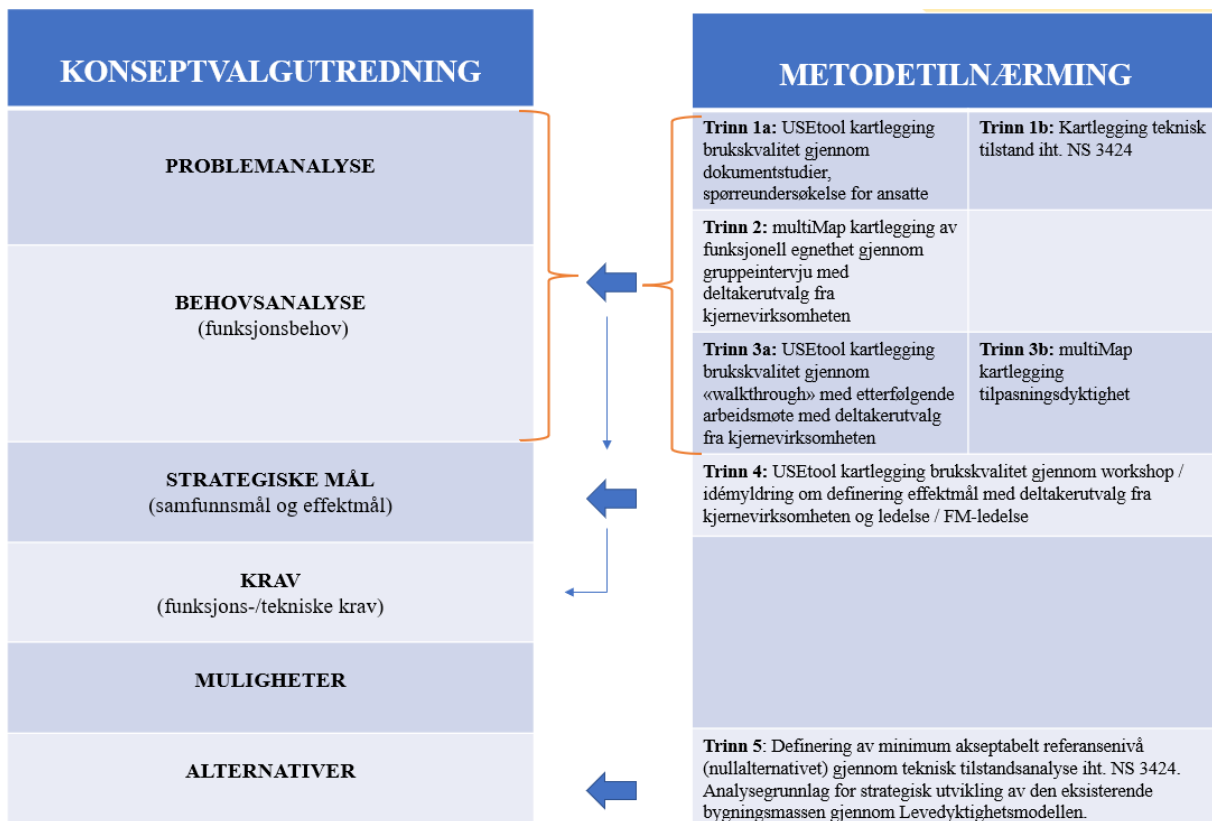 KONSEPTVALGUTREDNING
PROBLEMANALYSE
BEHOVSANALYSE
(funksjonsbehov)
STRATEGISKE MÅL
(samfunnsmål og effektmål)
KRAV
(funksjons-/tekniske krav)
MULIGHETER
ALTERNATIVER
METODETILNÆRMING
Trinn 1a: USEtool kartlegging
brukskvalitet gjennom
dokumentstudier,
spørreundersøkelse for ansatte
Trinn 1b: Kartlegging teknisk
tilstand iht. NS 3424
Trinn 2: multiMap kartlegging av
funksjonell egnethet gjennom
gruppeintervju med
deltakerutvalg fra
kjernevirksomheten
Trinn 3a: USEtool kartlegging
brukskvalitet gjennom
«walkthrough» med etterfølgende
arbeidsmøte med deltakerutvalg
fra kjernevirksomheten
Trinn 3b: multiMap
kartlegging
tilpasningsdyktighet
Trinn 4: USEtool kartlegging brukskvalitet gjennom workshop /
idémyldring om definering effektmål med deltakerutvalg fra
kjernevirksomheten og ledelse / FM-ledelse
Trinn 5: Definering av minimum akseptabelt referansenivå
(nullalternativet) gjennom teknisk tilstandsanalyse iht. NS 3424.
Analysegrunnlag for strategisk utvikling av den eksisterende
bygningsmassen gjennom Levedyktighetsmodellen.